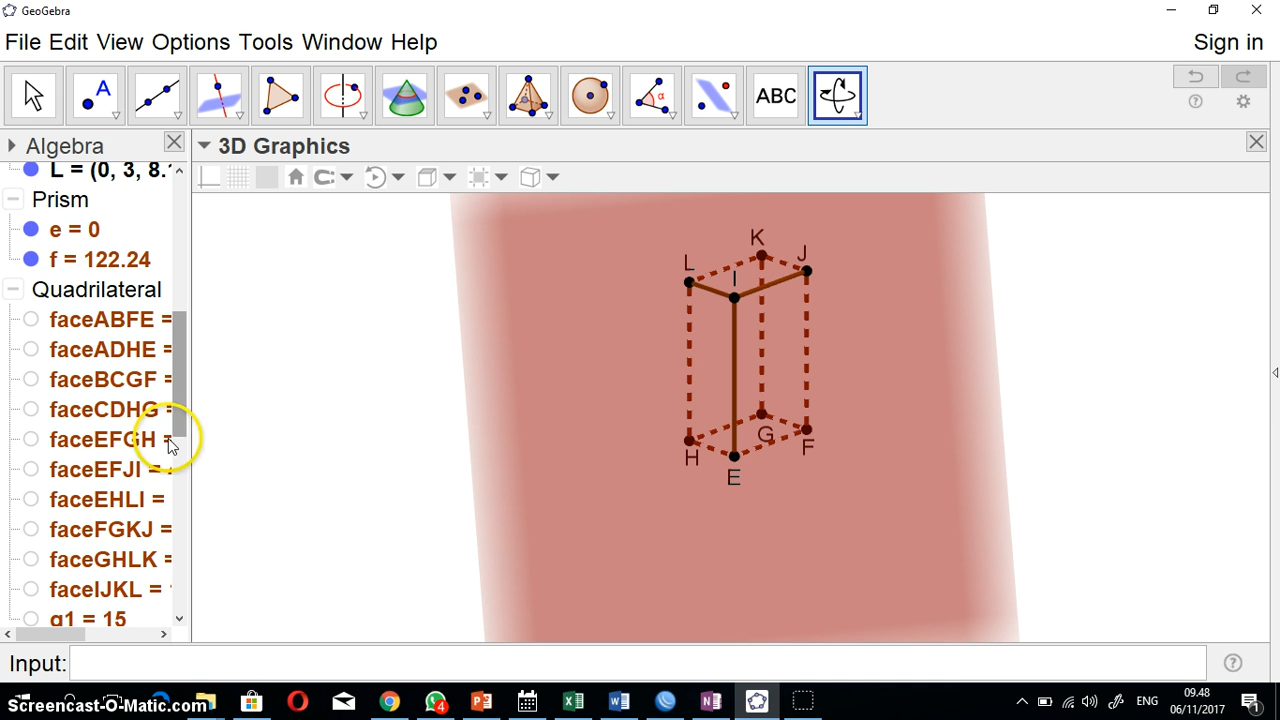 GeoGebra
File Edit View Options Tools Window Help
Sign in
A
α
ABC
Algebra
3D Graphics
L = (0, 3, 8.
Prism
e = 0
f = 122.24
Quadrilateral
faceABFE =
faceADHE =
faceBCGF =
faceCDHG =
faceEFGH =
faceEFJI =
faceEHLI =
faceFGKJ =
faceGHLK =
faceIJKL =
g1 = 15
K
L
I
J
G
H
F
E
Input:
Screencast-O-Matic.com
4
ENG
09.48
06/11/2017
1